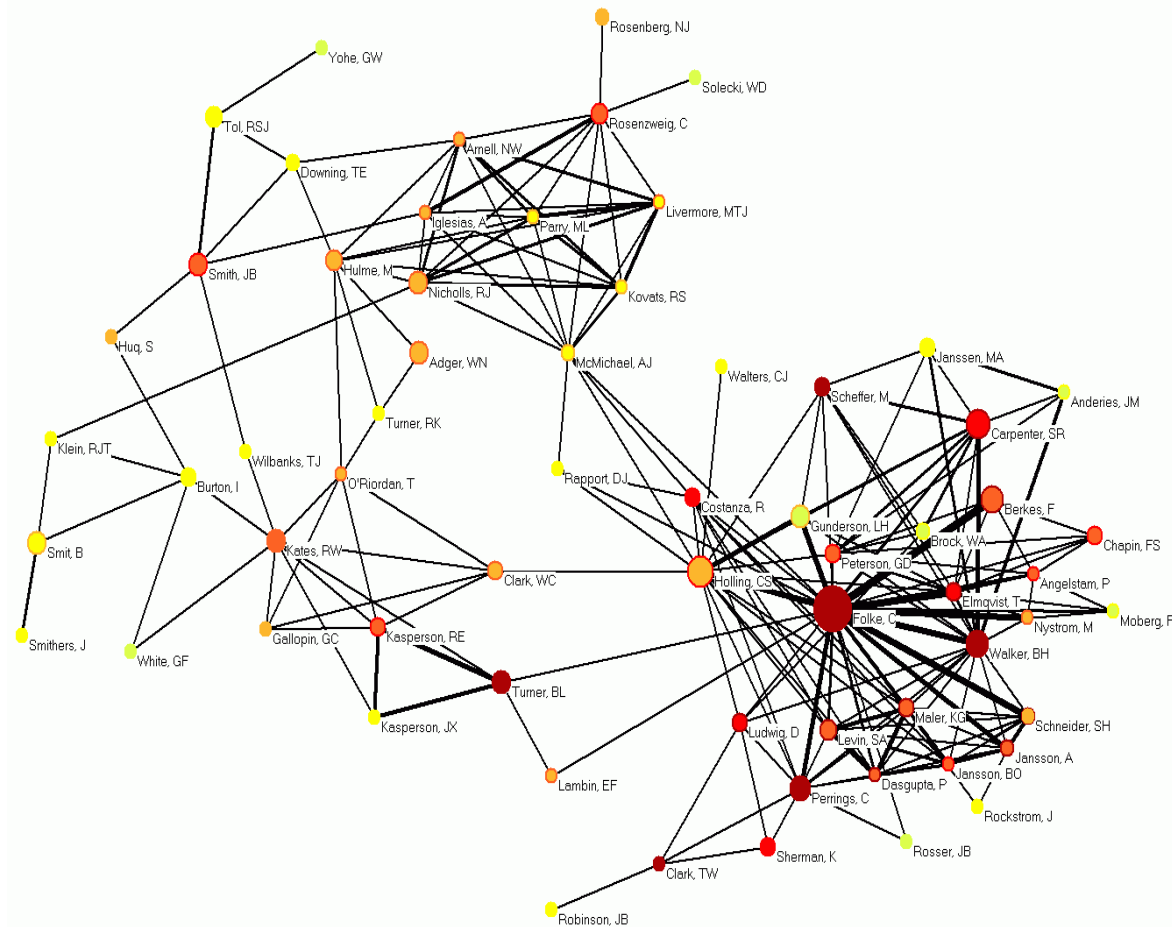 Rosenberg, NJ
Yohe, GW
Solecki, WD
Tol, RSJ
Rosenzweig, C
Arnell, NW
Downing, TE
Livermore, MTJ
Iglesias, A
Parry, ML
Smith, JB
Hulme, M
Nicholls, RJ
Kovats, RS
Huq, S
Adger, WN
McMichael, AJ
Janssen, MA
Walters, CJ
Scheffer, M
Anderies, JM
Turner, RK
Carpenter, SR
Klein, RJT
Wilbanks, TJ
Burton, I
O'Riordan, T
Rapport, DJ
Costanza, R
Gunderson, LH
Berkes, F
Brock, WA
Chapin, FS
Smit, B
Kates, RW
Peterson, GD
Clark, WC
Holling, CS
Angelstam, P
Elmqvist, T
Folke, C
Nystrom, M
Moberg, F
Smithers, J
White, GF
Gallopin, GC
Kasperson, RE
Walker, BH
Turner, BL
Kasperson, JX
Maler, KG
Schneider, SH
Ludwig, D
Levin, SA
Jansson, A
Jansson, BO
Lambin, EF
Dasgupta, P
Perrings, C
Rockstrom, J
Rosser, JB
Sherman, K
Clark, TW
Robinson, JB